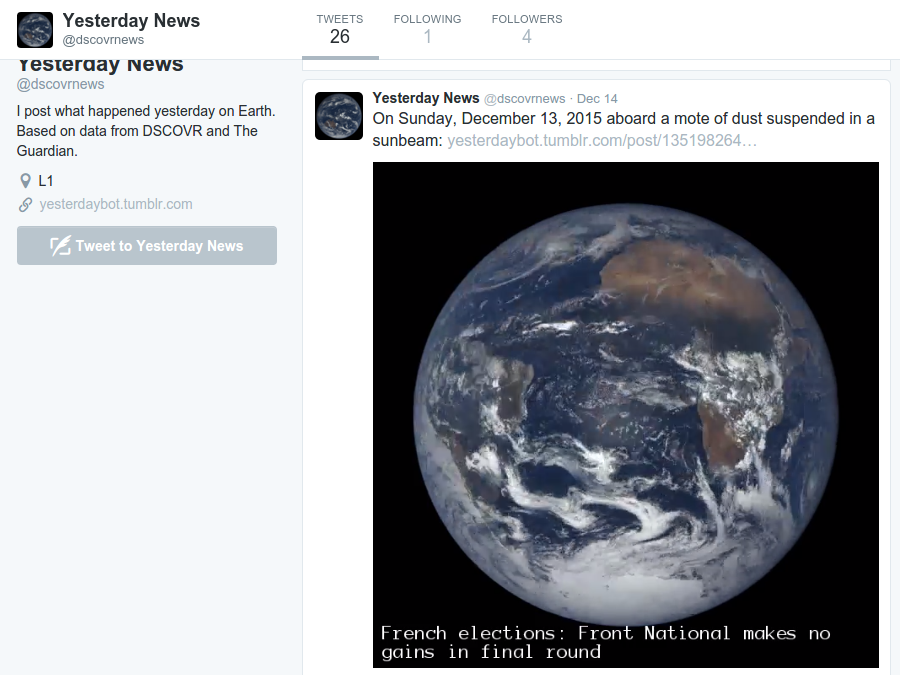 Yesterday News
@dscovrnews
TWEETS
26
FOLLOWING
1
FOLLOWERS
4
Yesterday News
@dscovrnews
I post what happened yesterday on Earth.
Based on data from DSCOVR and The
Guardian.
L1
yesterdaybot.tumblr.com
Tweet to Yesterday News
Yesterday News @dscovrnews · Dec 14
On Sunday, December 13, 2015 aboard a mote of dust suspended in a
sunbeam: yesterdaybot.tumblr.com/post/135198264…
French elections: Front National makes no
gains in final round